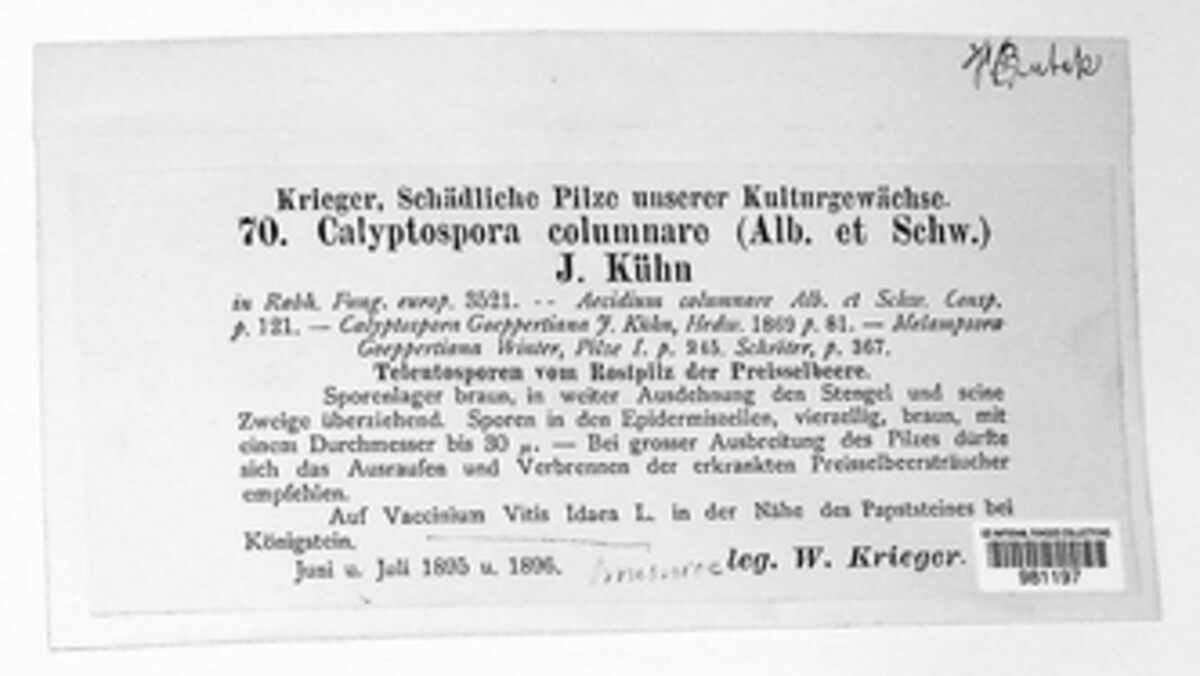 Krieger, Schädliche Pilze unserer Kulturgewächse.
70. Calyptospora columnare (Alb. et Schw.)
J. Kühn
in Rabh. Fung. europ. 3521. -- Aecidium columnare Alb. et Schw. Consp.
p. 121. — Calyptospora Goeppertiana J. Kühn, Hedw. 1869 p. 81. — Melampsora
Goeppertiana Winter, Pilze I. p. 245. Schröter, p. 367.
Teleutosporen vom Rostpilz der Preisselbeere.
Sporenlager braun, in weiter Ausdehnung den Stengel und seine
Zweige überziehend. Sporen in den Epidermiszellen, vierzellig, braun, mit
einem Durchmesser bis 30 µ. — Bei grosser Ausbreitung des Pilzes dürfte
sich das Ausraufen und Verbrennen der erkrankten Preisselbeersträucher
empfehlen.
Auf Vaccinium Vitis Idaea L. in der Nähe des Papststeines bei
Königstein.
Juni u. Juli 1895 u. 1896. leg. W. Krieger.
US NATIONAL FUNGUS COLLECTIONS
981197